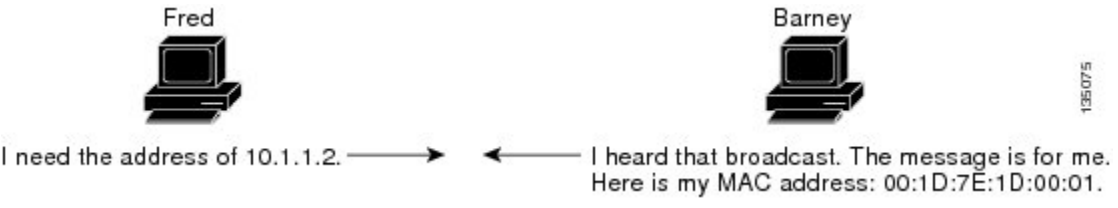 Fred
Barney
135075
I need the address of 10.1.1.2.
I heard that broadcast. The message is for me.
Here is my MAC address: 00:1D:7E:1D:00:01.